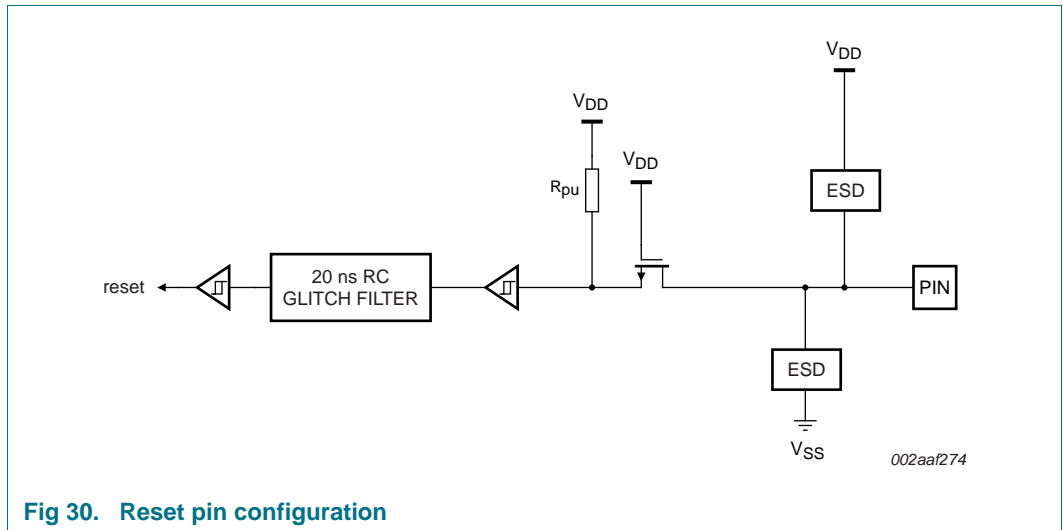 VDD
VDD
VDD
Rpu
ESD
reset
20 ns RC
GLITCH FILTER
PIN
ESD
VSS
002aaf274
Fig 30. Reset pin configuration